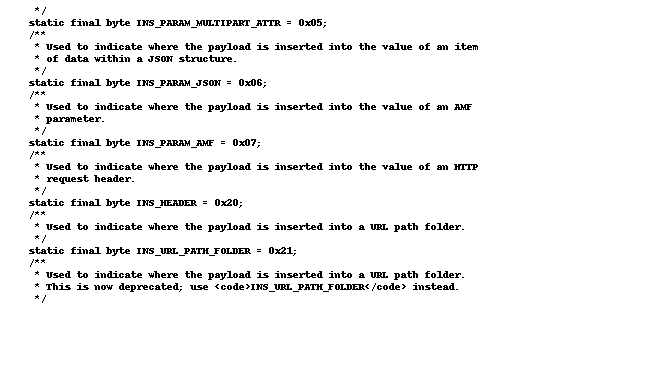 */
static final byte INS_PARAM_MULTIPART_ATTR = 0x05;
/**
* Used to indicate where the payload is inserted into the value of an item
* of data within a JSON structure.
*/
static final byte INS_PARAM_JSON = 0x06;
/**
* Used to indicate where the payload is inserted into the value of an AMF
* parameter.
*/
static final byte INS_PARAM_AMF = 0x07;
/**
* Used to indicate where the payload is inserted into the value of an HTTP
* request header.
*/
static final byte INS_HEADER = 0x20;
/**
* Used to indicate where the payload is inserted into a URL path folder.
*/
static final byte INS_URL_PATH_FOLDER = 0x21;
/**
* Used to indicate where the payload is inserted into a URL path folder.
* This is now deprecated; use <code>INS_URL_PATH_FOLDER</code> instead.
*/